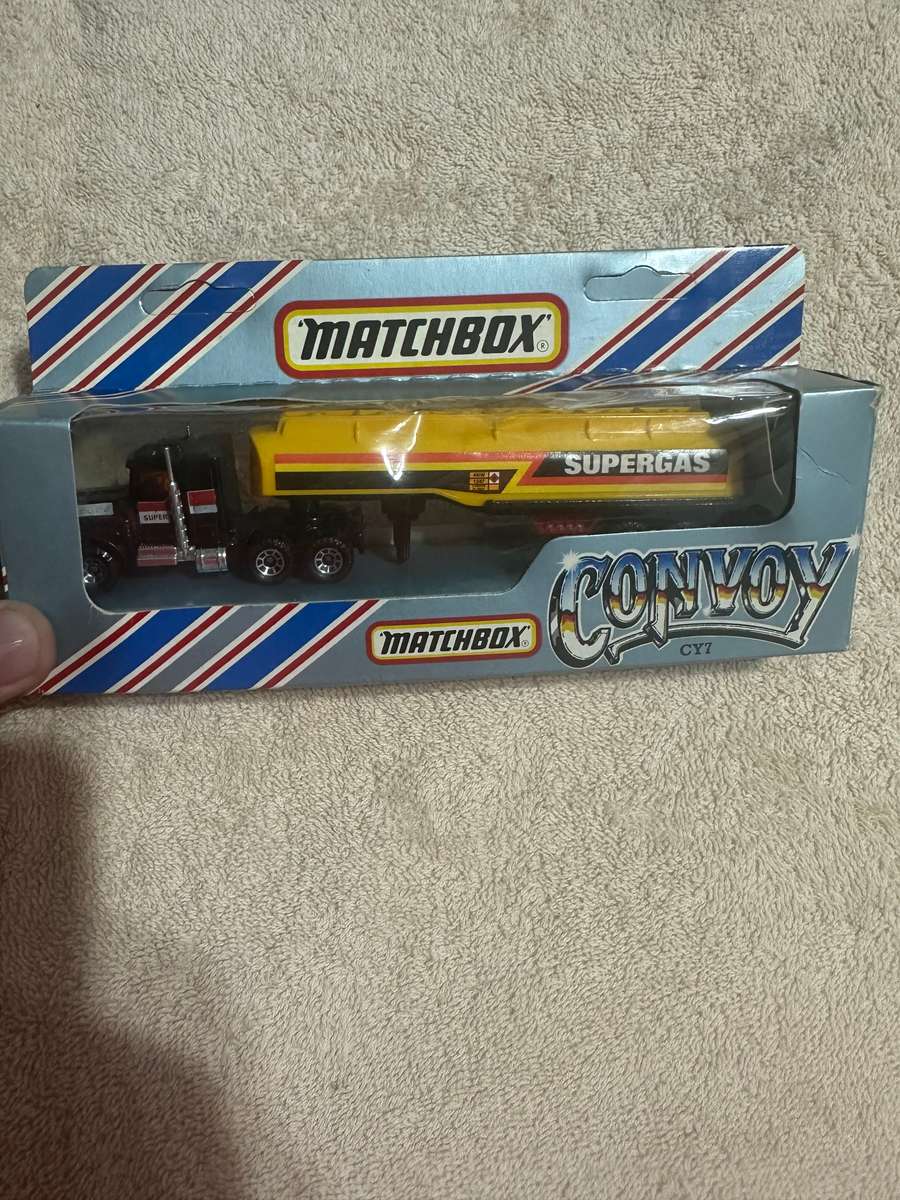 'MATCHBOX'®
SUPERGAS
SUPER
CONVOY
'MATCHBOX'®
CY7